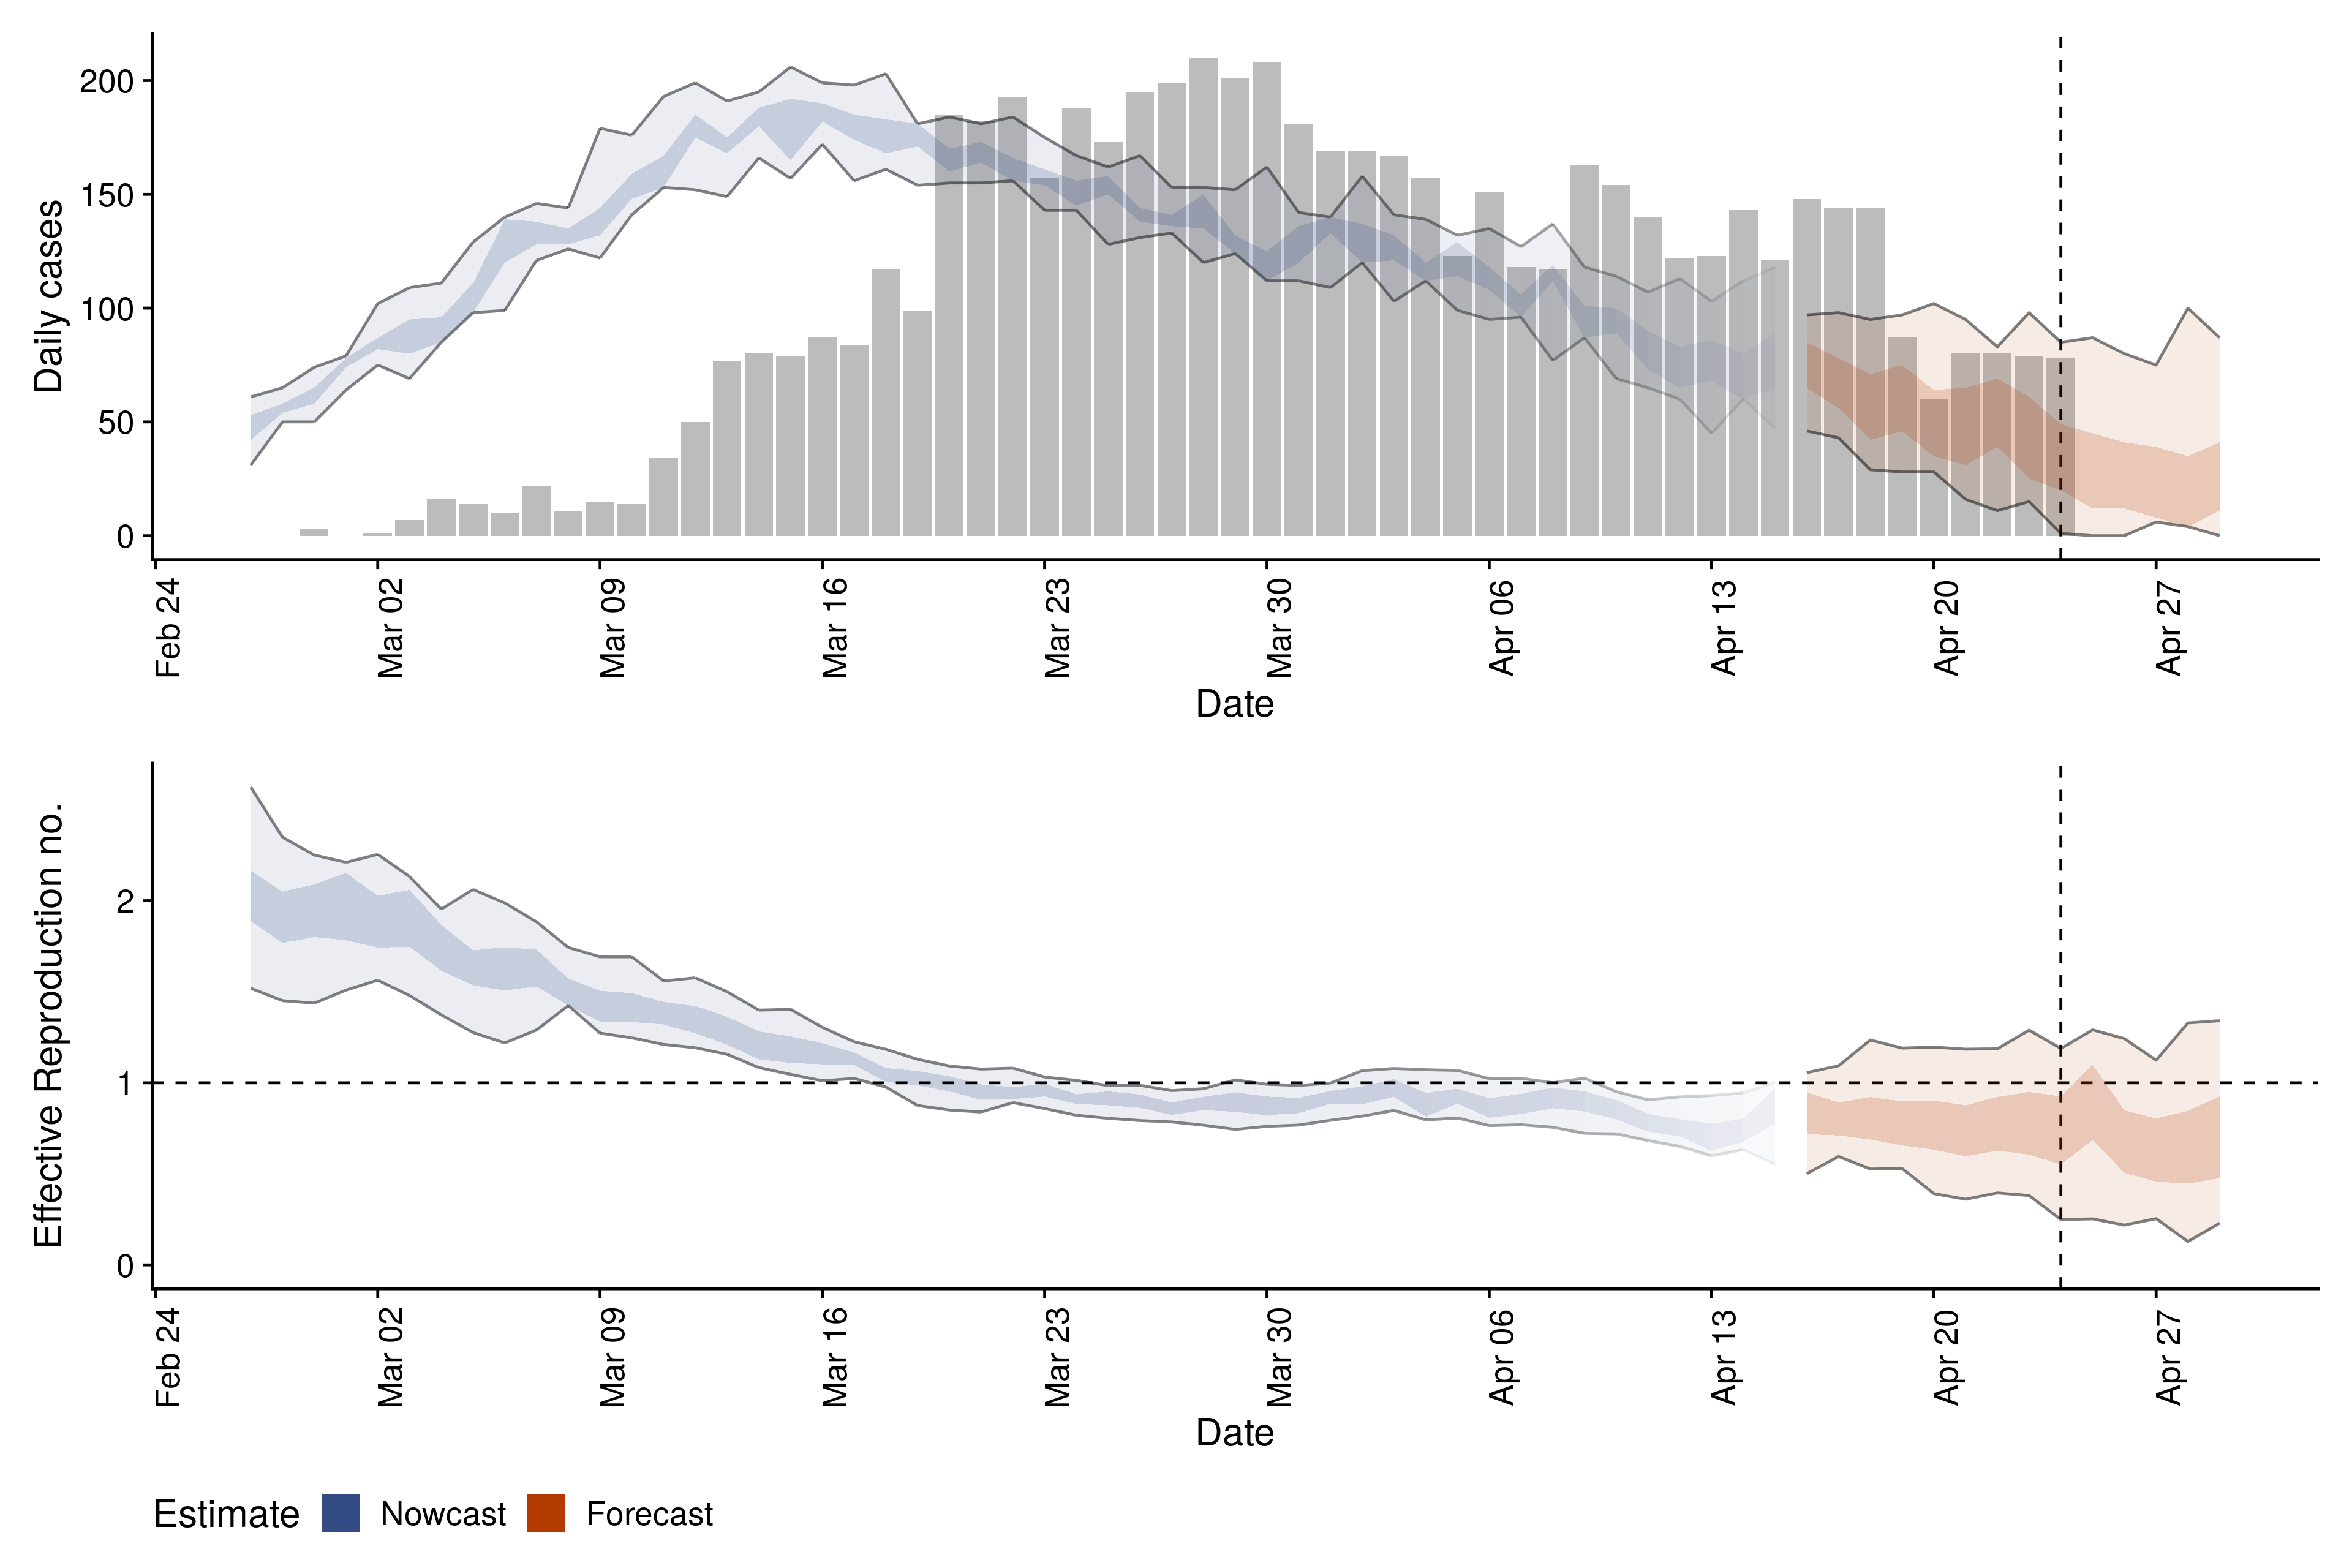 Daily cases
200
150
100
50
0
Feb 24
Mar 02
Mar 09
Mar 16
Mar 23
Mar 30
Apr 06
Apr 13
Apr 20
Apr 27
Date
Effective Reproduction no.
2
1
0
Feb 24
Mar 02
Mar 09
Mar 16
Mar 23
Mar 30
Apr 06
Apr 13
Apr 20
Apr 27
Date
Estimate Nowcast Forecast